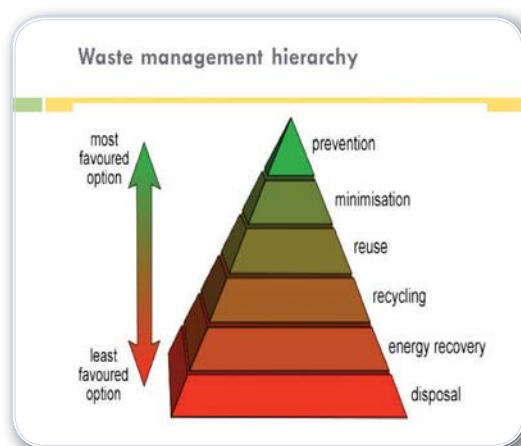 Waste management hierarchy
most
favoured
option
prevention
minimisation
reuse
recycling
energy recovery
disposal
least
favoured
option